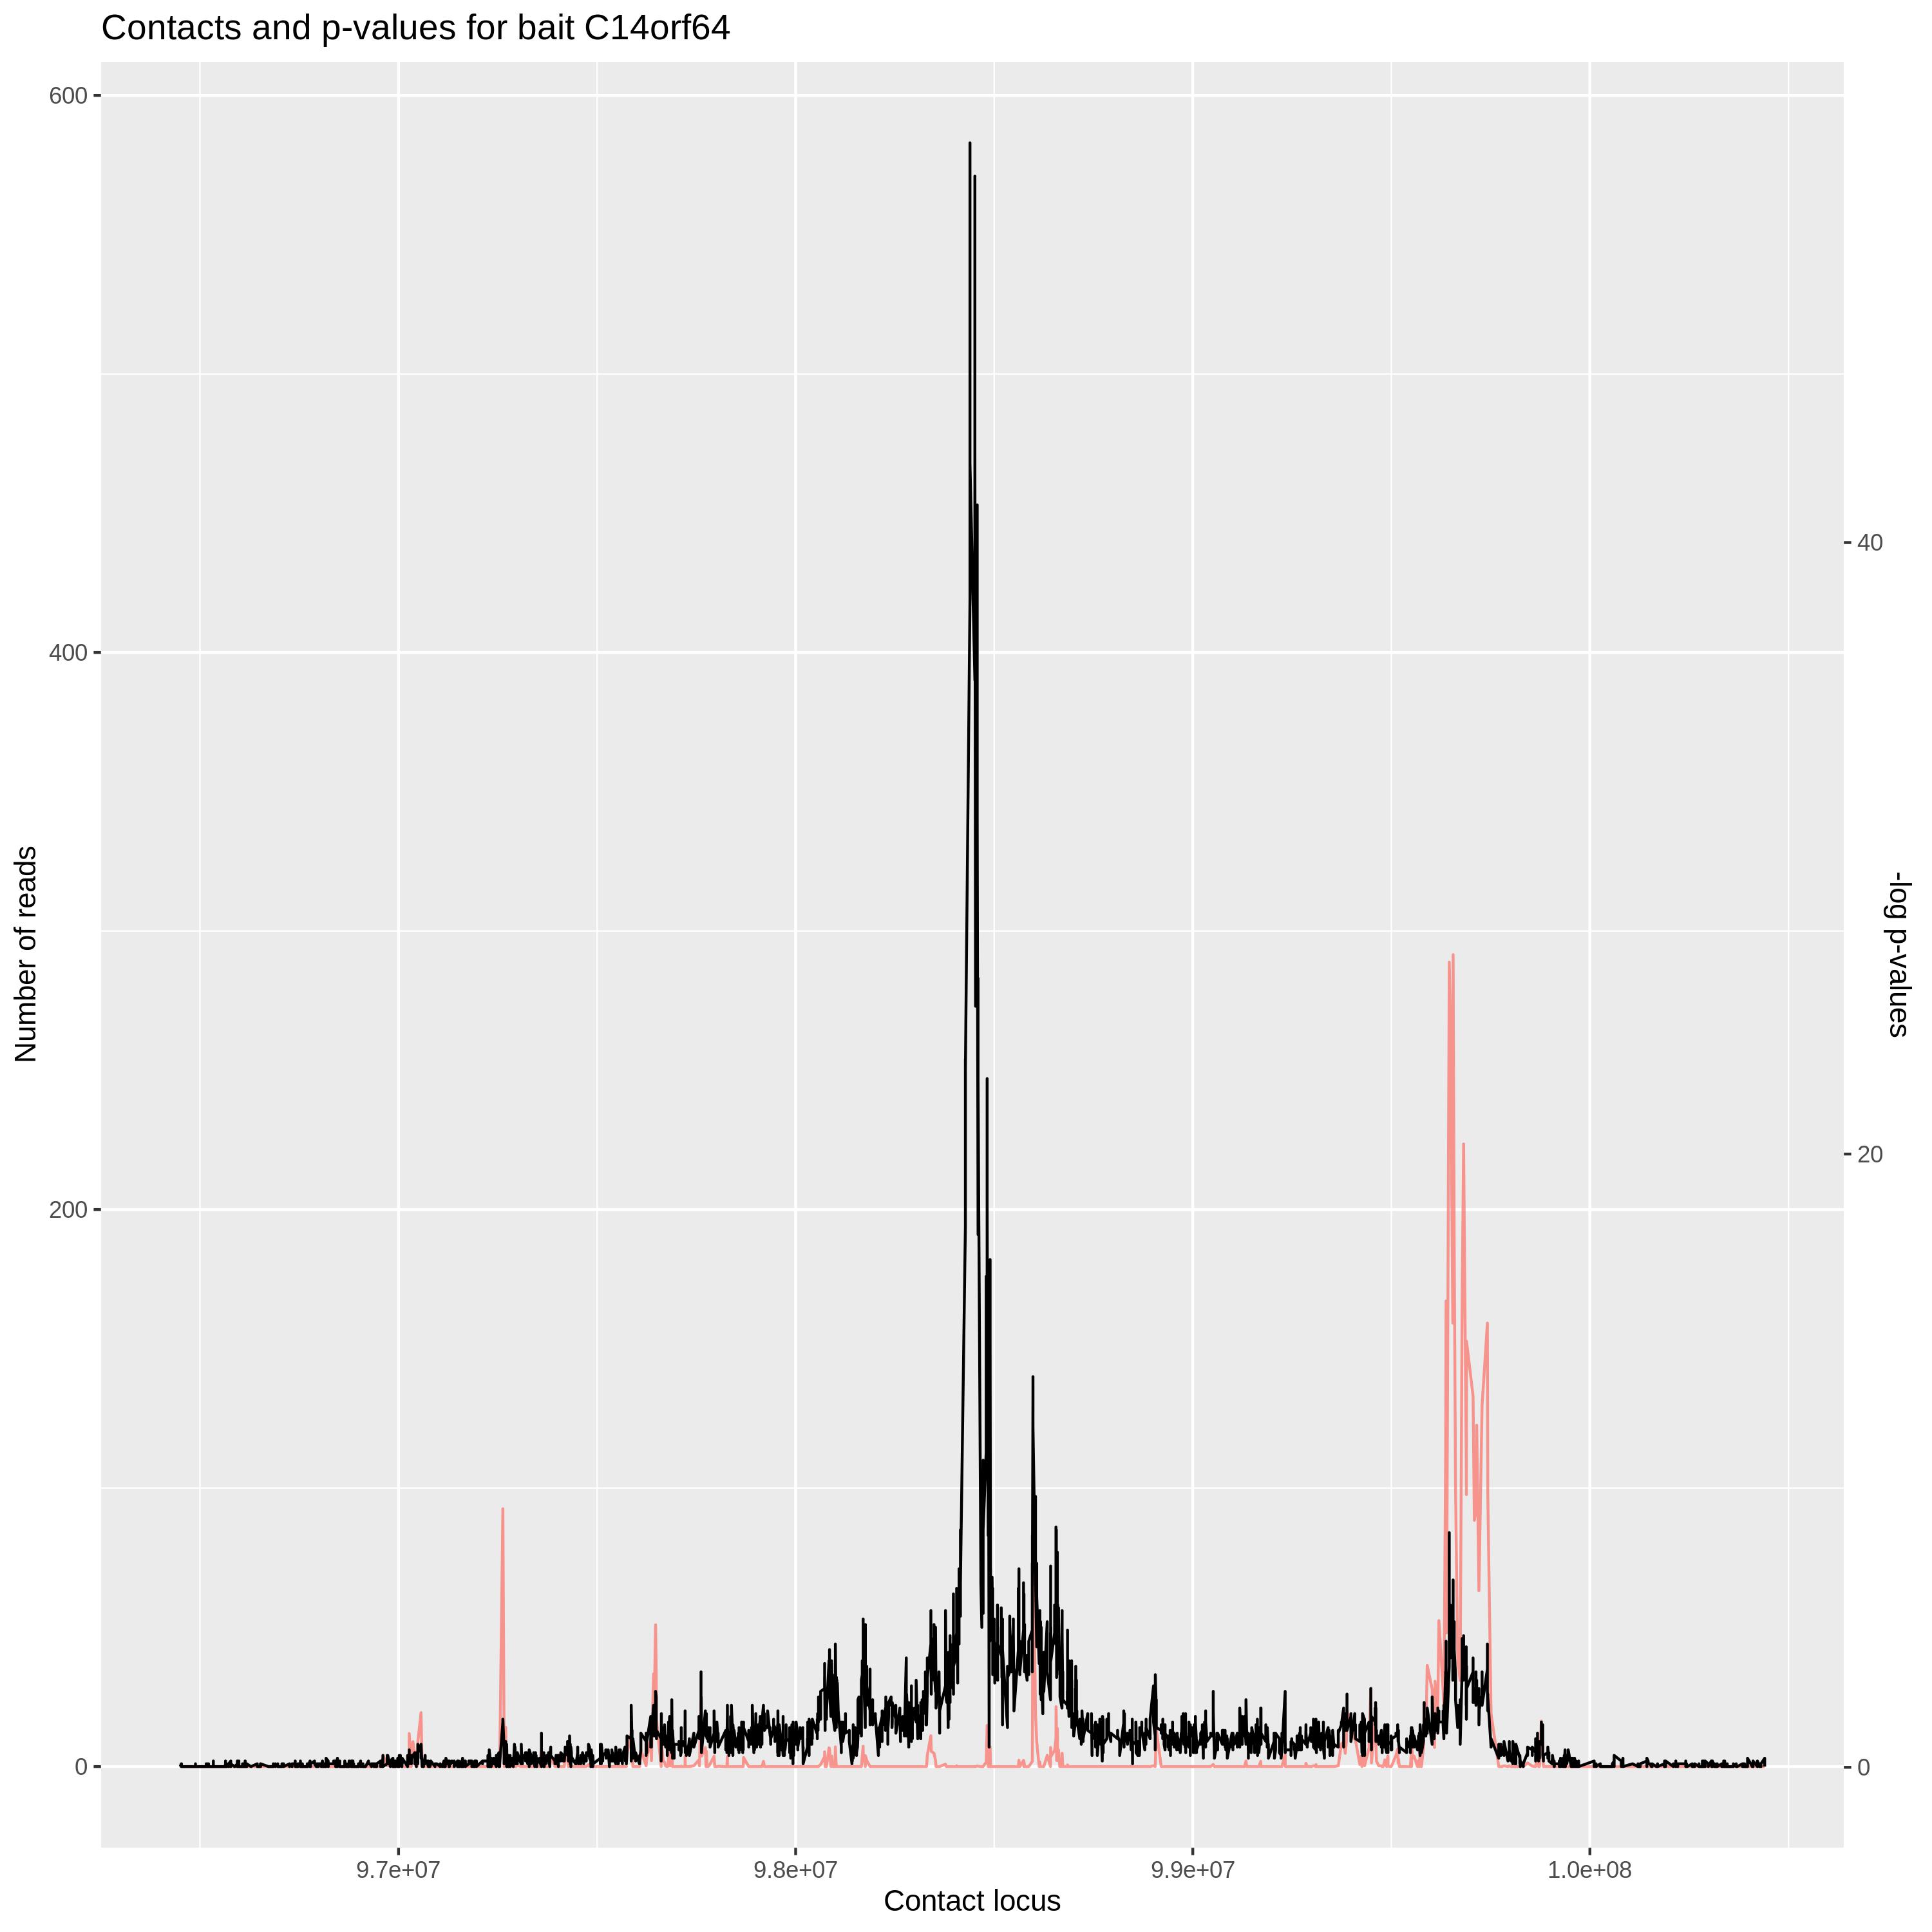 Contacts and p-values for bait C14orf64
600
400
200
0
Number of reads
40
20
0
-log p-values
9.7e+07
9.8e+07
9.9e+07
1.0e+08
Contact locus